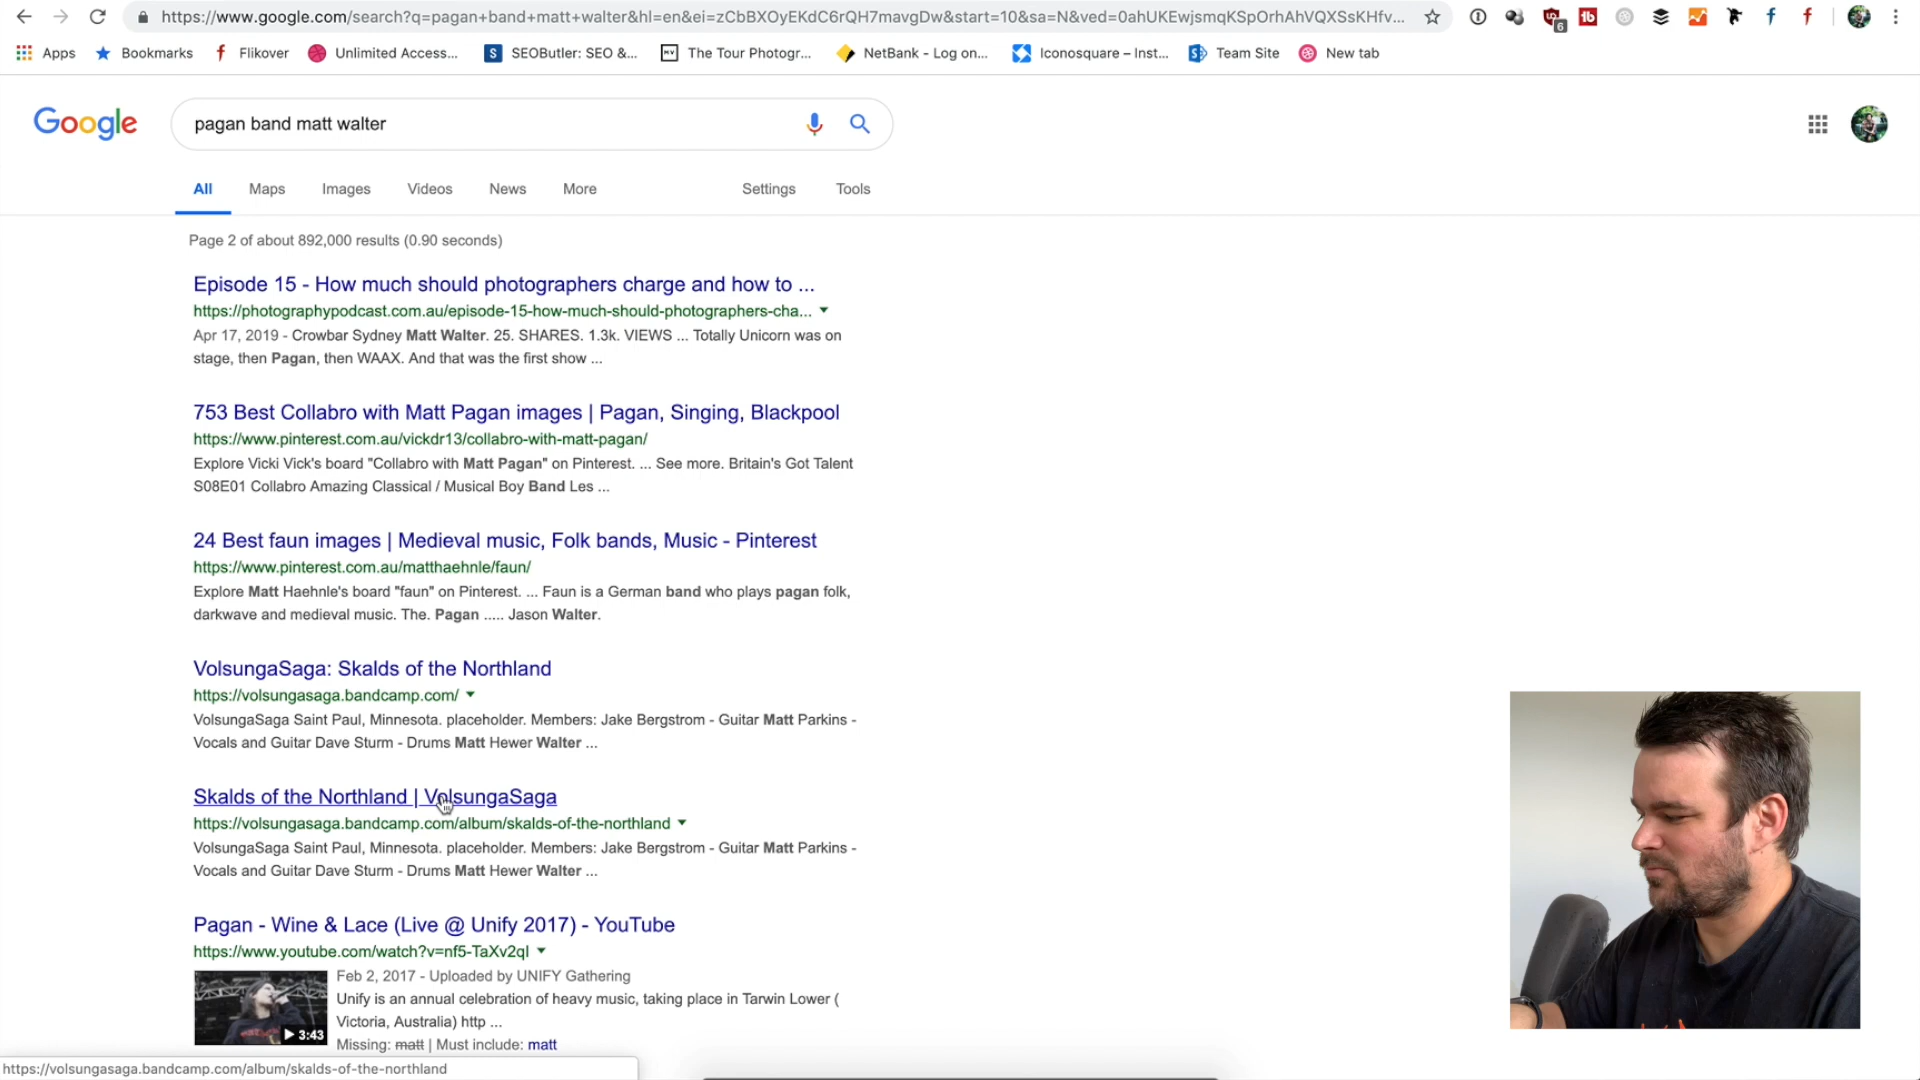 https://www.google.com/search?q=pagan+band+matt+walter&hl=en&ei=zCbBXOyEKdC6rQH7mavgDw&start=10&sa=N&ved=0ahUKEwjsmqKSpOrhAhVQXSsKHfv...
6
Apps
Bookmarks
Flikover
Unlimited Access...
SEOButler: SEO &...
The Tour Photogr...
NetBank - Log on...
Iconosquare – Inst...
Team Site
New tab
Google
pagan band matt walter
All
Maps
Images
Videos
News
More
Settings
Tools
Page 2 of about 892,000 results (0.90 seconds)
Episode 15 - How much should photographers charge and how to ...
https://photographypodcast.com.au/episode-15-how-much-should-photographers-cha...
Apr 17, 2019 - Crowbar Sydney Matt Walter. 25. SHARES. 1.3k. VIEWS ... Totally Unicorn was on
stage, then Pagan, then WAAX. And that was the first show ...
753 Best Collabro with Matt Pagan images | Pagan, Singing, Blackpool
https://www.pinterest.com.au/vickdr13/collabro-with-matt-pagan/
Explore Vicki Vick's board "Collabro with Matt Pagan" on Pinterest. ... See more. Britain's Got Talent
S08E01 Collabro Amazing Classical / Musical Boy Band Les ...
24 Best faun images | Medieval music, Folk bands, Music - Pinterest
https://www.pinterest.com.au/matthaehnle/faun/
Explore Matt Haehnle's board "faun" on Pinterest. ... Faun is a German band who plays pagan folk,
darkwave and medieval music. The. Pagan ..... Jason Walter.
VolsungaSaga: Skalds of the Northland
https://volsungasaga.bandcamp.com/
VolsungaSaga Saint Paul, Minnesota. placeholder. Members: Jake Bergstrom - Guitar Matt Parkins -
Vocals and Guitar Dave Sturm - Drums Matt Hewer Walter ...
Skalds of the Northland | VolsungaSaga
https://volsungasaga.bandcamp.com/album/skalds-of-the-northland
VolsungaSaga Saint Paul, Minnesota. placeholder. Members: Jake Bergstrom - Guitar Matt Parkins -
Vocals and Guitar Dave Sturm - Drums Matt Hewer Walter ...
Pagan - Wine & Lace (Live @ Unify 2017) - YouTube
https://www.youtube.com/watch?v=nf5-TaXv2qI
3:43
Feb 2, 2017 - Uploaded by UNIFY Gathering
Unify is an annual celebration of heavy music, taking place in Tarwin Lower (
Victoria, Australia) http ...
Missing: matt | Must include: matt
https://volsungasaga.bandcamp.com/album/skalds-of-the-northland